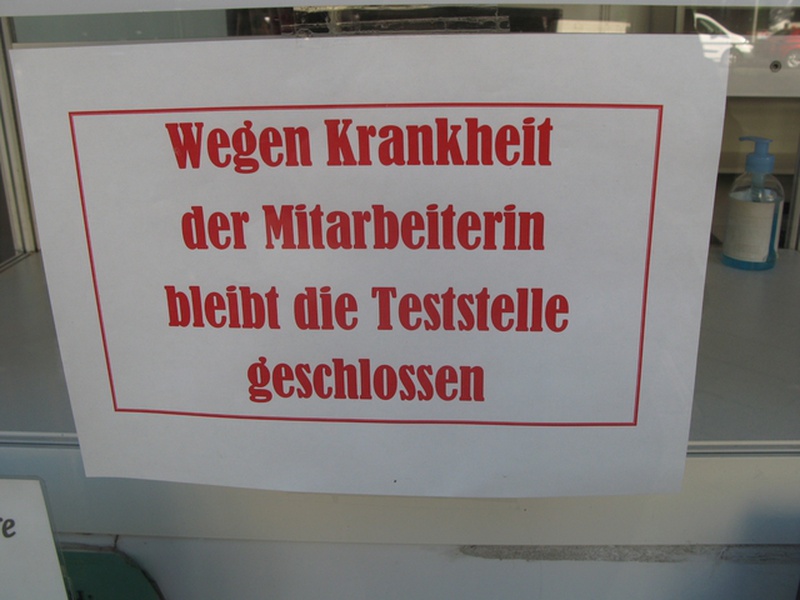 Wegen Krankheit
der Mitarbeiterin
bleibt die Teststelle
geschlossen